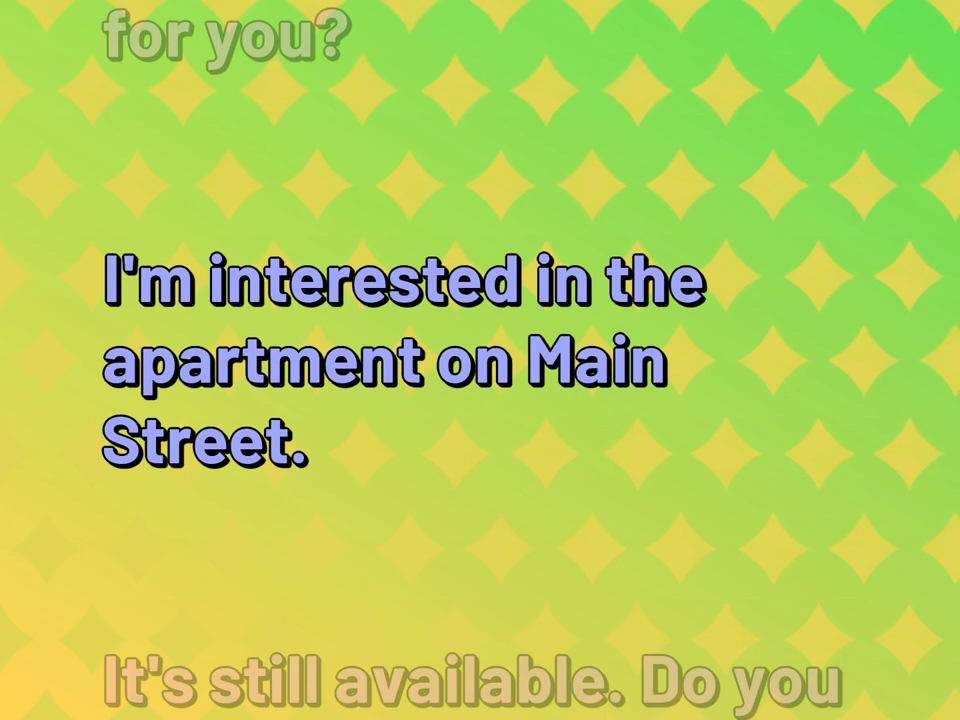 for you?
I'm interested in the
apartment on Main
Street.
It's still available. Do you